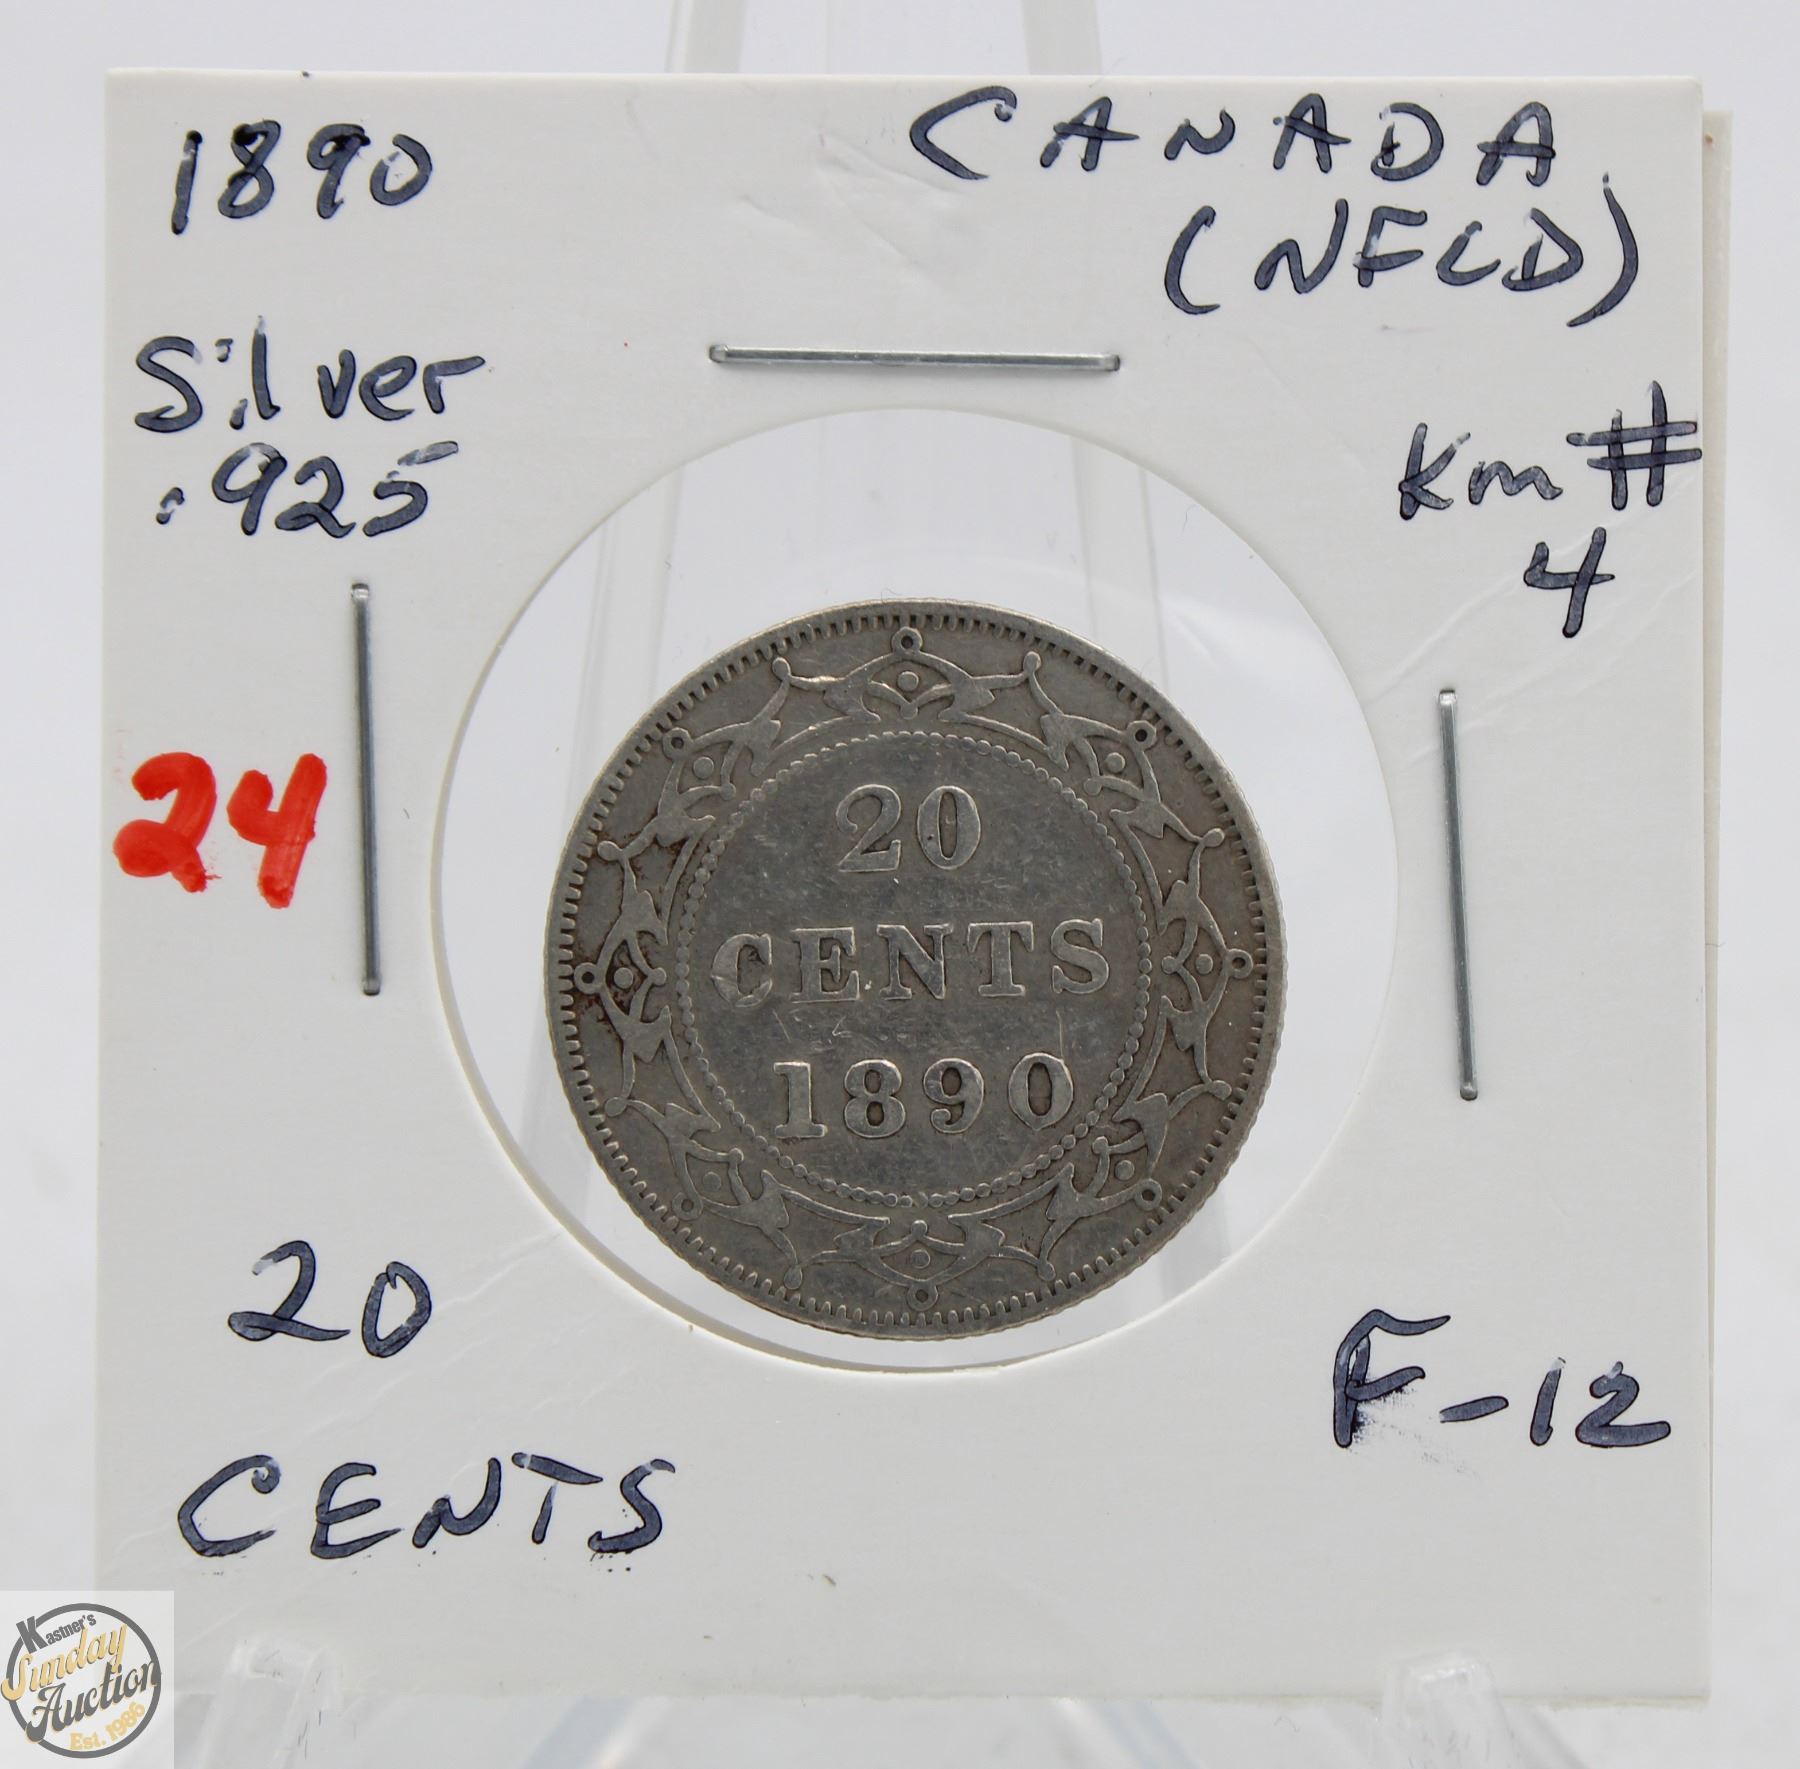 1890
CANADA
(NFLD)
Silver
.925
Km #
4
24
20
CENTS
1890
20
CENTS
F-12
Kastner's
Sunday
Auction
Est. 1986